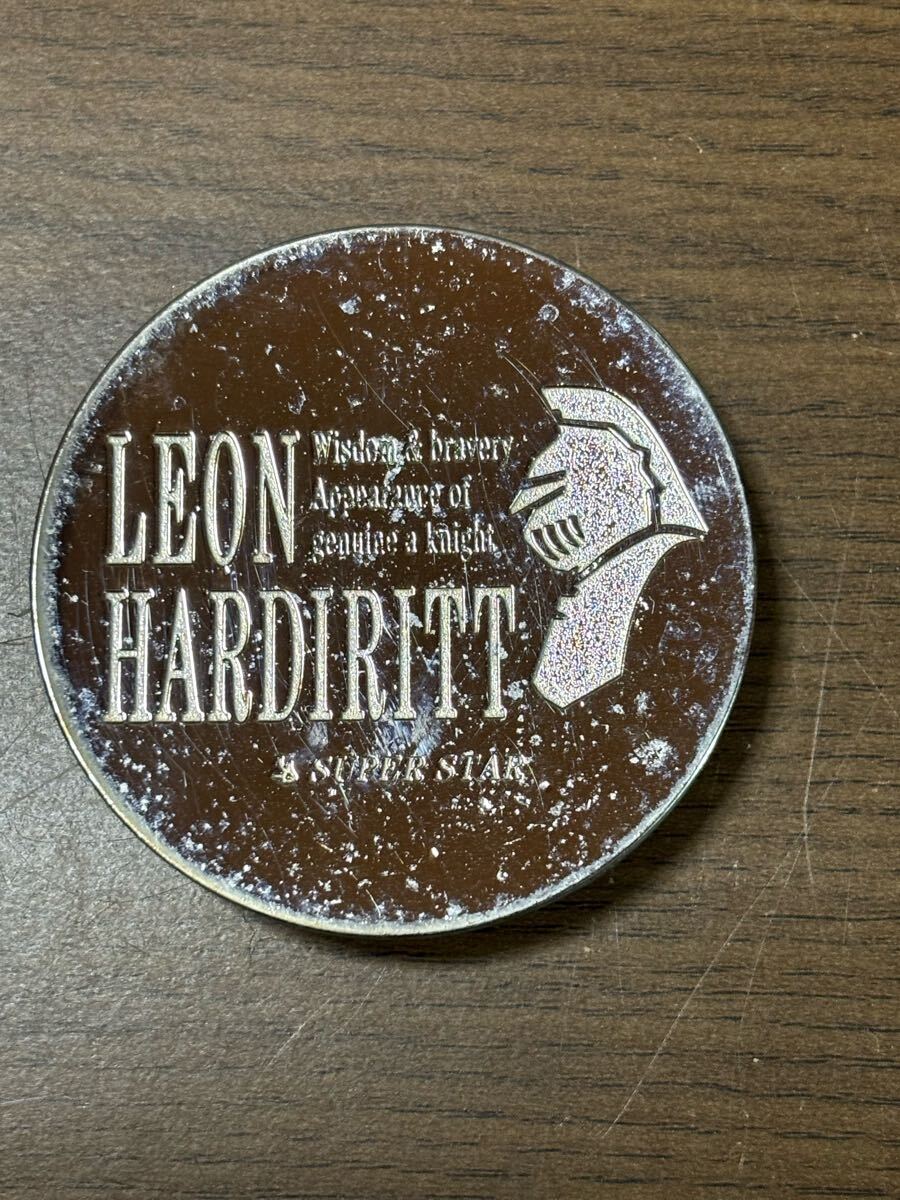 LEON
Wisdom & bravery
Appearance of
genuine a knight
HARDIRITT
SUPER STAR